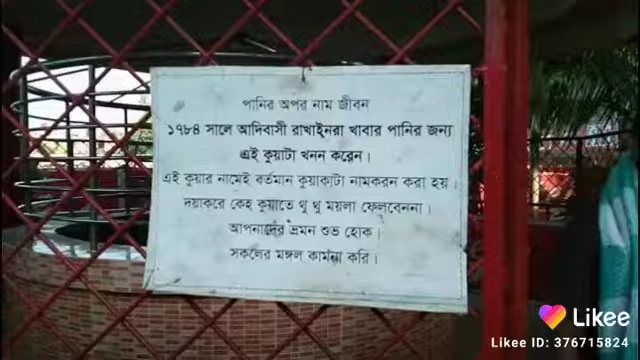 পানির অপর নাম জীবন
১৭৮৪ সালে আদিবাসী রাখাইনরা খাবার পানির জন্য
এই কুয়াটা খনন করেন।
এই কুয়ার নামেই বর্তমান কুয়াকাটা নামকরন করা হয়।
দয়াকরে কেহ কুয়াতে থু থু ময়লা ফেলবেননা।
আপনাদের ভ্রমন শুভ হোক।
সকলের মঙ্গল কামনা করি।
Likee
Likee ID: 376715824